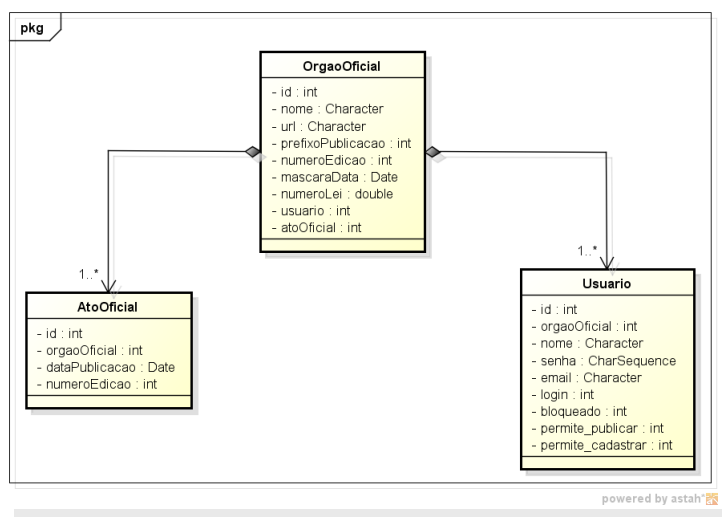 pkg
OrgaoOficial
- id : int
- nome : Character
- url : Character
- prefixoPublicacao : int
- numeroEdicao : int
- mascaraData : Date
- numeroLei : double
- usuario : int
- atoOficial : int
1..*
1..*
AtoOficial
- id : int
- orgaoOficial : int
- dataPublicacao : Date
- numeroEdicao : int
Usuario
- id : int
- orgaoOficial : int
- nome : Character
- senha : CharSequence
- email : Character
- login : int
- bloqueado : int
- permite_publicar : int
- permite_cadastrar : int
powered by astah*